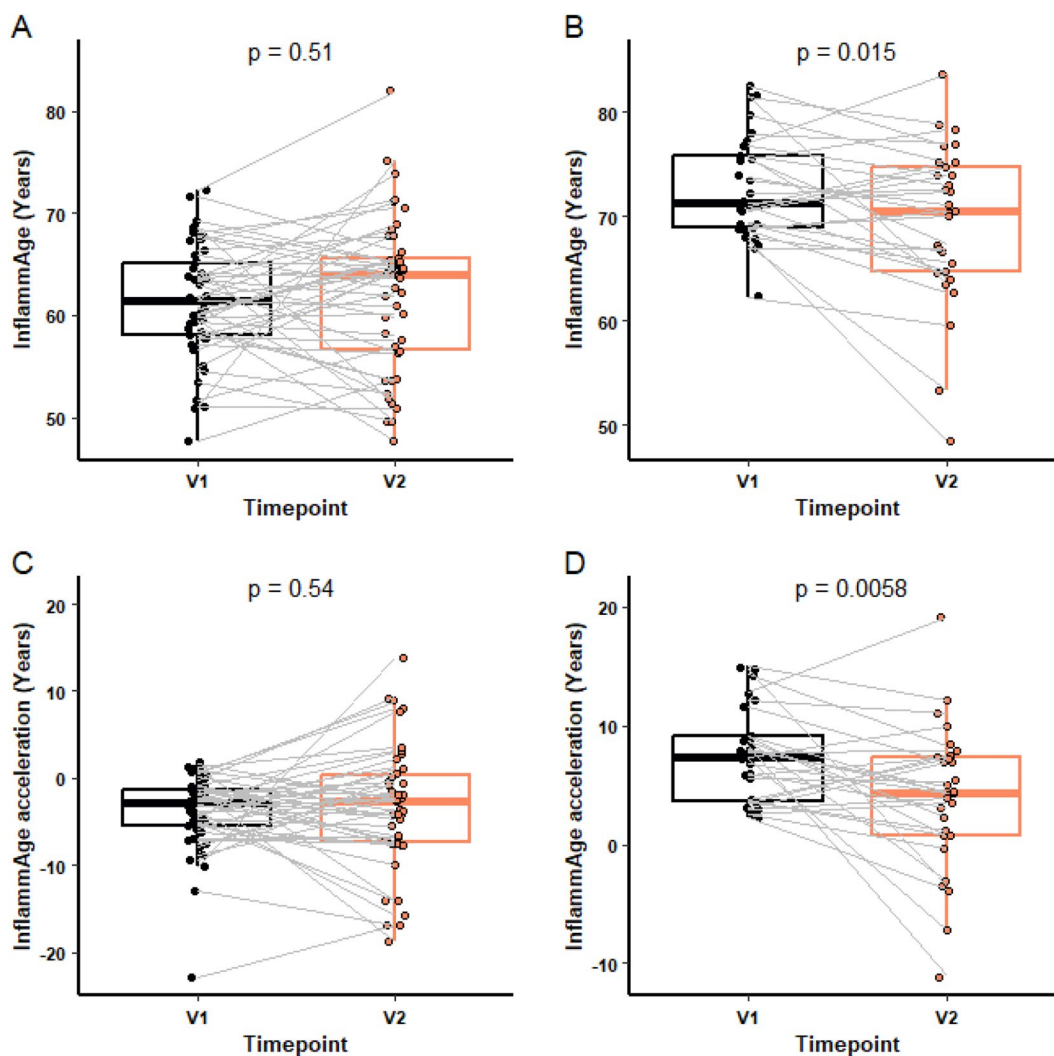 A
p = 0.51
InflammAge (Years)
80
70
60
50
V1
V2
Timepoint
B
p = 0.015
InflammAge (Years)
80
70
60
50
V1
V2
Timepoint
C
p = 0.54
InflammAge acceleration (Years)
20
10
0
-10
-20
V1
V2
Timepoint
D
p = 0.0058
InflammAge acceleration (Years)
20
10
0
-10
V1
V2
Timepoint